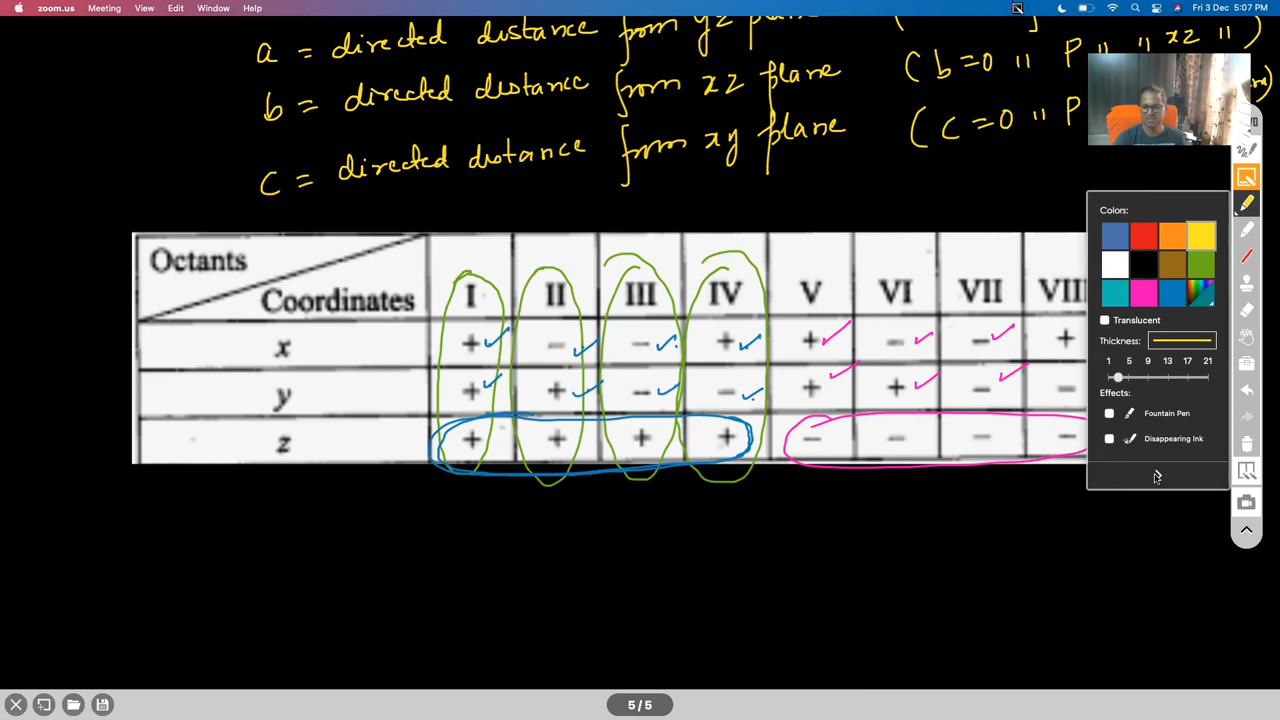 zoom.us Meeting View Edit Window Help Fri 3 Dec 5:07 PM
a = directed distance from yz plane
b = directed distance from xz plane (b=0 " P " " xz ")
c = directed distance from xy plane (c=0 " P
Octants
Coordinates I II III IV V VI VII VIII
x + - - + + - - +
y + + - - + + - -
z + + + + - - - -
Colors:
Translucent
Thickness:
1 5 9 13 17 21
Effects:
Fountain Pen
Disappearing Ink
5/5